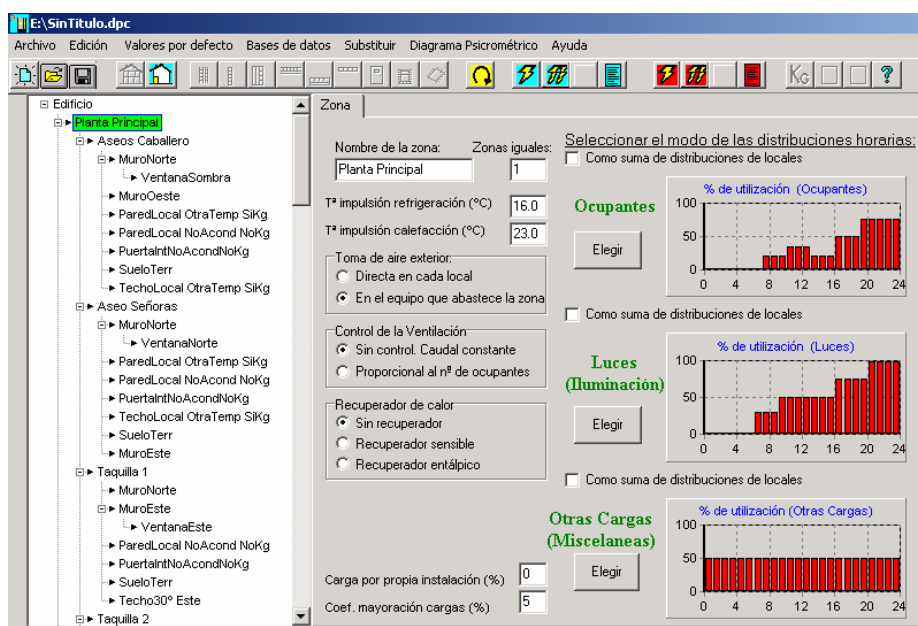 E:\SinTitulo.dpc
Archivo Edición Valores por defecto Bases de datos Substituir Diagrama Psicrométrico Ayuda
KG ?
Edificio
Planta Principal
Aseos Caballero
MuroNorte
VentanaSombra
MuroOeste
ParedLocal OtraTemp SiKg
ParedLocal NoAcond NoKg
PuertaIntNoAcondNoKg
SueloTerr
TechoLocal OtraTemp SiKg
Aseo Señoras
MuroNorte
VentanaNorte
ParedLocal OtraTemp SiKg
ParedLocal NoAcond NoKg
PuertaIntNoAcondNoKg
TechoLocal OtraTemp SiKg
SueloTerr
MuroEste
Taquilla 1
MuroNorte
MuroEste
VentanaEste
ParedLocal NoAcond NoKg
PuertaIntNoAcondNoKg
SueloTerr
Techo30º Este
Taquilla 2
Zona
Nombre de la zona: Zonas iguales:
Planta Principal 1
Tª impulsión refrigeración (ºC) 16.0
Tª impulsión calefacción (ºC) 23.0
Toma de aire exterior:
Directa en cada local
En el equipo que abastece la zona
Control de la Ventilación
Sin control. Caudal constante
Proporcional al nº de ocupantes
Recuperador de calor
Sin recuperador
Recuperador sensible
Recuperador entálpico
Carga por propia instalación (%) 0
Coef. mayoración cargas (%) 5
Seleccionar el modo de las distribuciones horarias:
Como suma de distribuciones de locales
Ocupantes
Elegir
% de utilización (Ocupantes)
100
50
0
0 4 8 12 16 20 24
Como suma de distribuciones de locales
Luces
(Iluminación)
Elegir
% de utilización (Luces)
100
50
0
0 4 8 12 16 20 24
Como suma de distribuciones de locales
Otras Cargas
(Miscelaneas)
Elegir
% de utilización (Otras Cargas)
100
50
0
0 4 8 12 16 20 24